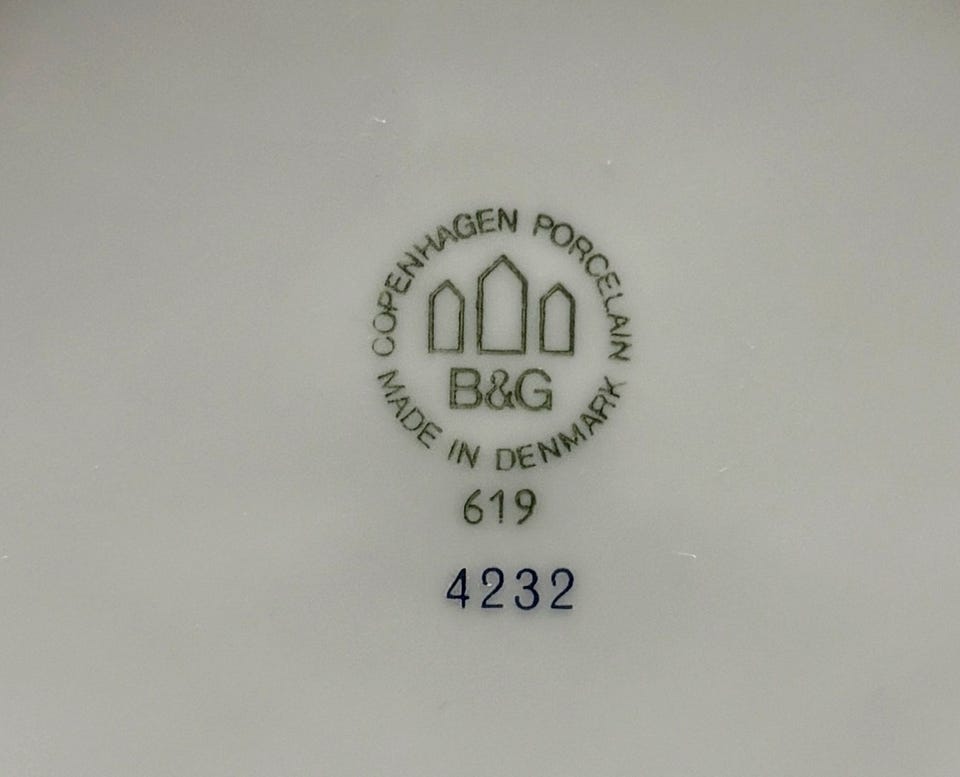 COPENHAGEN PORCELAIN
B&G
MADE IN DENMARK
619
4232